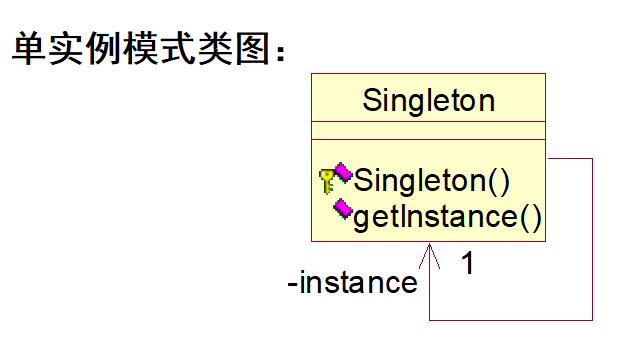 单实例模式类图：
Singleton
Singleton()
getInstance()
1
-instance